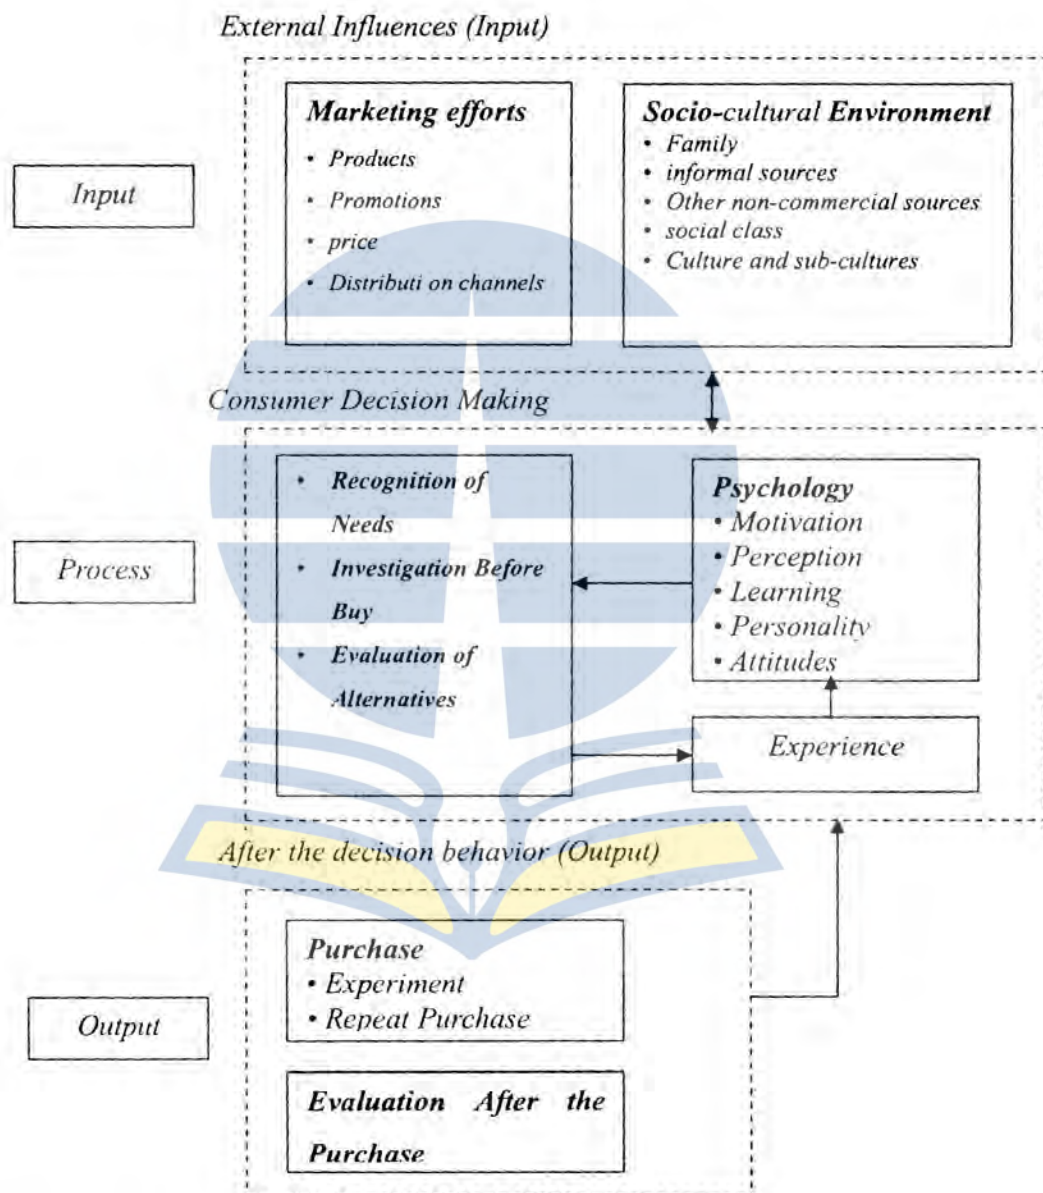 External Influences (Input)
Marketing efforts
• Products
• Promotions
• price
• Distributi on channels
Socio-cultural Environment
• Family
• informal sources
• Other non-commercial sources
• social class
• Culture and sub-cultures
Input
Consumer Decision Making
• Recognition of
Needs
• Investigation Before
Buy
• Evaluation of
Alternatives
Psychology
• Motivation
• Perception
• Learning
• Personality
• Attitudes
Process
Experience
After the decision behavior (Output)
Purchase
• Experiment
• Repeat Purchase
Output
Evaluation After the
Purchase